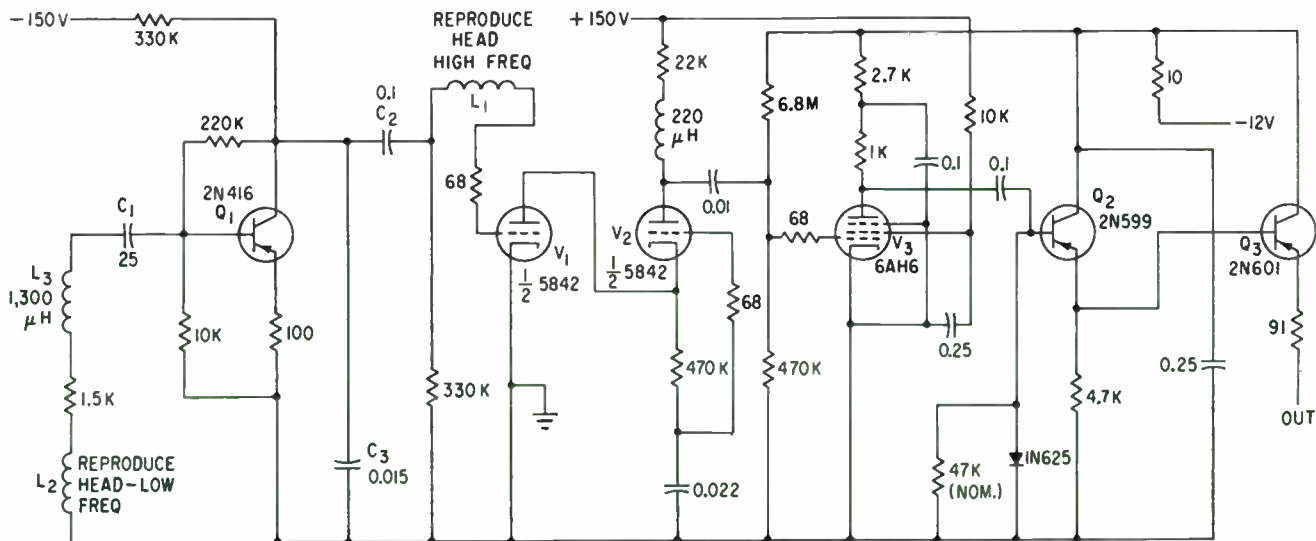 -150V
330K
220K
2N416
Q1
C1
25
L3
1,300
μH
10K
100
1.5K
L2
REPRODUCE
HEAD-LOW
FREQ
C3
0.015
0.1
C2
REPRODUCE
HEAD
HIGH FREQ
L1
68
330K
V1
1/2 5842
+150V
22K
220
μH
0.01
V2
1/2 5842
68
470K
0.022
6.8M
68
470K
2.7K
1K
0.1
V3
6AH6
0.25
10K
0.1
47K
(NOM.)
1N625
Q2
2N599
4.7K
10
-12V
0.25
Q3
2N601
91
OUT